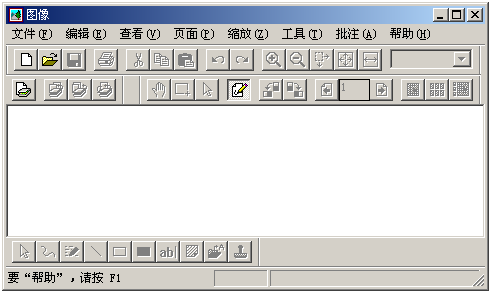 图像
文件(F) 编辑(E) 查看(V) 页面(P) 缩放(Z) 工具(T) 批注(A) 帮助(H)
1
ab|
要“帮助”，请按 F1